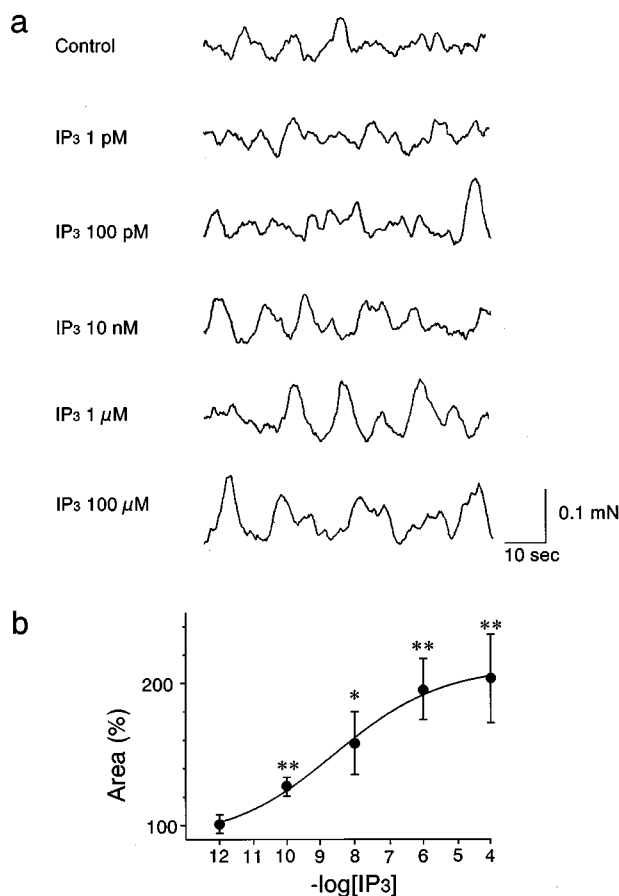 a
Control
IP3 1 pM
IP3 100 pM
IP3 10 nM
IP3 1 μM
IP3 100 μM
0.1 mN
10 sec
b
**
**
*
**
200
100
Area (%)
12 11 10 9 8 7 6 5 4
-log[IP3]